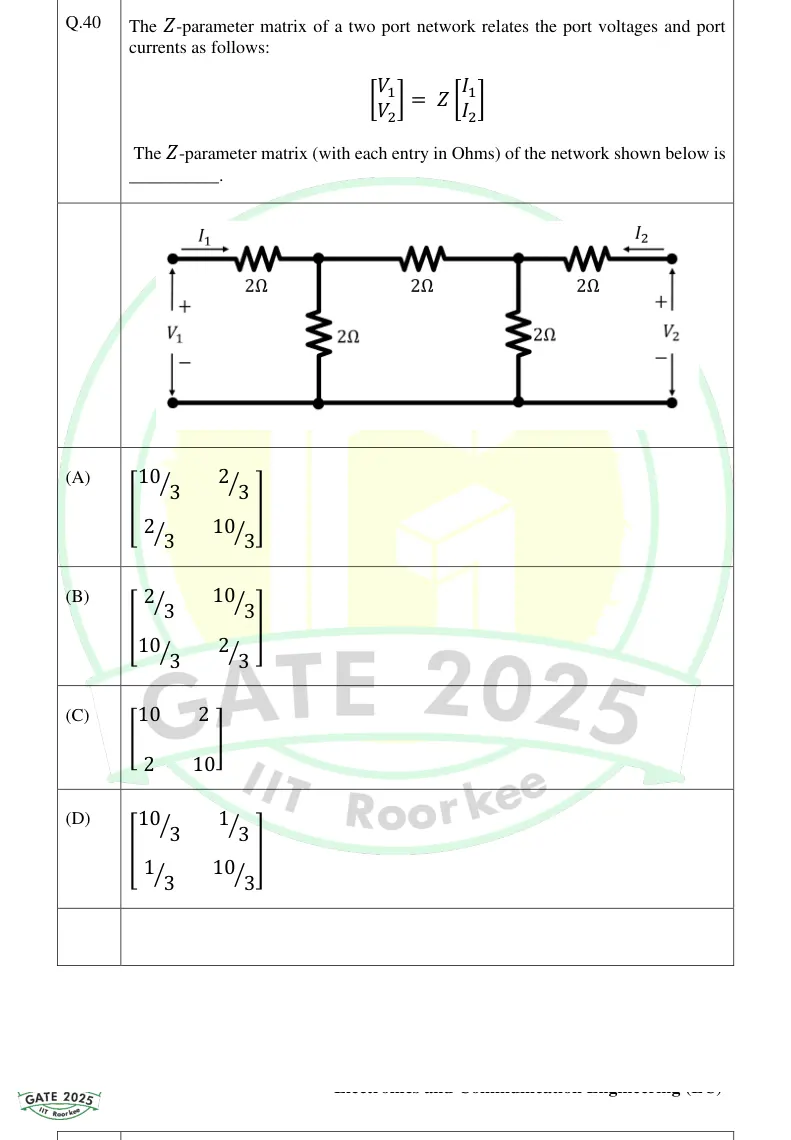 Q.40
The Z-parameter matrix of a two port network relates the port voltages and port
currents as follows:
[V₁ V₂] = Z [I₁ I₂]
The Z-parameter matrix (with each entry in Ohms) of the network shown below is
__________.
I₁ I₂
2Ω 2Ω 2Ω
+ +
V₁ 2Ω 2Ω V₂
− −
(A)
[10/3 2/3
2/3 10/3]
(B)
[2/3 10/3
10/3 2/3]
(C)
[10 2
2 10]
(D)
[10/3 1/3
1/3 10/3]
GATE 2025
IIT Roorkee
GATE 2025
IIT Roorkee